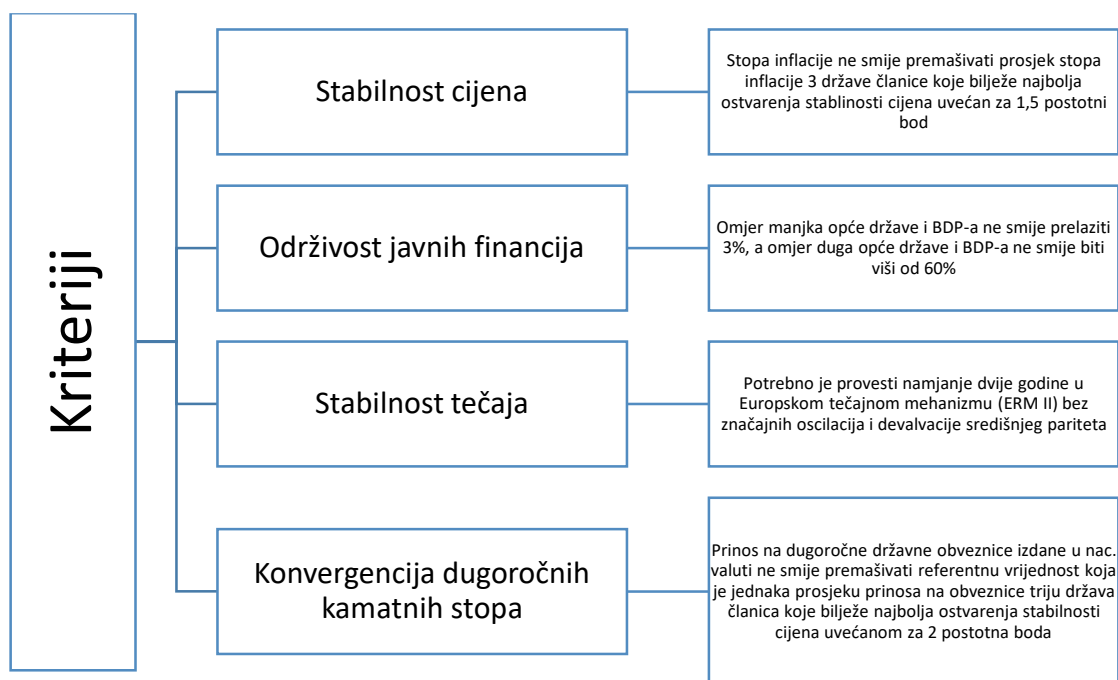 Kriteriji
Stabilnost cijena
Stopa inflacije ne smije premašivati prosjek stopa
inflacije 3 države članice koje bilježe najbolja
ostvarenja stablinosti cijena uvećan za 1,5 postotni
bod
Održivost javnih financija
Omjer manjka opće države i BDP-a ne smije prelaziti
3%, a omjer duga opće države i BDP-a ne smije biti
viši od 60%
Stabilnost tečaja
Potrebno je provesti namjanje dvije godine u
Europskom tečajnom mehanizmu (ERM II) bez
značajnih oscilacija i devalvacije središnjeg pariteta
Konvergencija dugoročnih
kamatnih stopa
Prinos na dugoročne državne obveznice izdane u nac.
valuti ne smije premašivati referentnu vrijednost koja
je jednaka prosjeku prinosa na obveznice triju država
članica koje bilježe najbolja ostvarenja stabilnosti
cijena uvećanom za 2 postotna boda